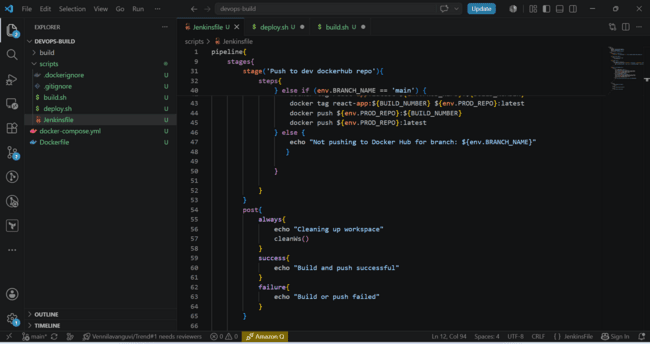 File Edit Selection View Go Run ...
devops-build
Update
EXPLORER
DEVOPS-BUILD
build
scripts
.dockerignore U
.gitignore U
build.sh U
deploy.sh U
Jenkinsfile U
docker-compose.yml U
Dockerfile U
OUTLINE
TIMELINE
Jenkinsfile U
deploy.sh
build.sh
scripts > Jenkinsfile
1 pipeline{
9 stages{
31 stage('Push to dev dockerhub repo'){
32 steps{
40 } else if (env.BRANCH_NAME == 'main') {
43 docker tag react-app:${BUILD_NUMBER} ${env.PROD_REPO}:latest
44 docker push ${env.PROD_REPO}:${BUILD_NUMBER}
45 docker push ${env.PROD_REPO}:latest
46 } else {
47 echo "Not pushing to Docker Hub for branch: ${env.BRANCH_NAME}"
48 }
49
50 }
51
52 }
53 }
54 post{
55 always{
56 echo "Cleaning up workspace"
57 cleanWs()
58 }
59 success{
60 echo "Build and push successful"
61 }
62 failure{
63 echo "Build or push failed"
64 }
65 }
66
main*
Vennilavanguvi/Trend#1 needs reviewers
0 0
Amazon Q
Ln 12, Col 94 Spaces: 4 UTF-8 CRLF {} JenkinsFile Sign In